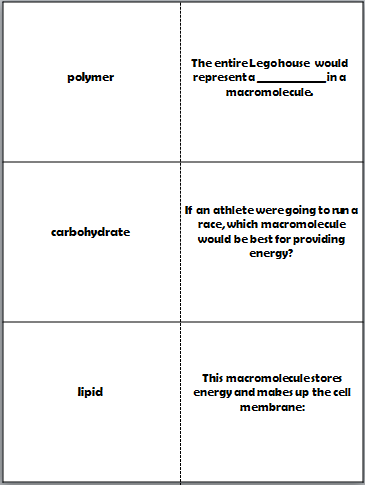 polymer
The entire Lego house would
represent a ____________ in a
macromolecule.
carbohydrate
If an athlete were going to run a
race, which macromolecule
would be best for providing
energy?
lipid
This macromolecule stores
energy and makes up the cell
membrane: